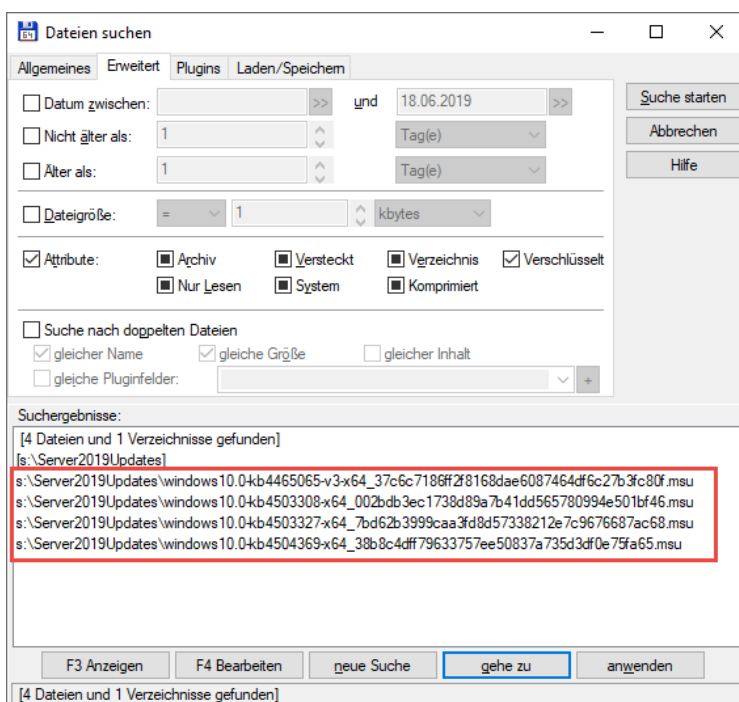 Dateien suchen
Allgemeines Erweitert Plugins Laden/Speichern
Datum zwischen: >> und 18.06.2019 >>
Nicht älter als: 1 Tag(e)
Älter als: 1 Tag(e)
Dateigröße: = 1 kbytes
Attribute: Archiv Versteckt Verzeichnis Verschlüsselt
Nur Lesen System Komprimiert
Suche nach doppelten Dateien
gleicher Name gleiche Größe gleicher Inhalt
gleiche Pluginfelder: +
Suche starten
Abbrechen
Hilfe
Suchergebnisse:
[4 Dateien und 1 Verzeichnisse gefunden]
[s:\Server2019Updates]
s:\Server2019Updates\windows10.0-kb4465065-v3-x64_37c6c7186ff2f8168dae6087464df6c27b3fc80f.msu
s:\Server2019Updates\windows10.0-kb4503308-x64_002bdb3ec1738d89a7b41dd565780994e501bf46.msu
s:\Server2019Updates\windows10.0-kb4503327-x64_7bd62b3999caa3fd8d57338212e7c9676687ac68.msu
s:\Server2019Updates\windows10.0-kb4504369-x64_38b8c4dff79633757ee50837a735d3df0e75fa65.msu
F3 Anzeigen F4 Bearbeiten neue Suche gehe zu anwenden
[4 Dateien und 1 Verzeichnisse gefunden]